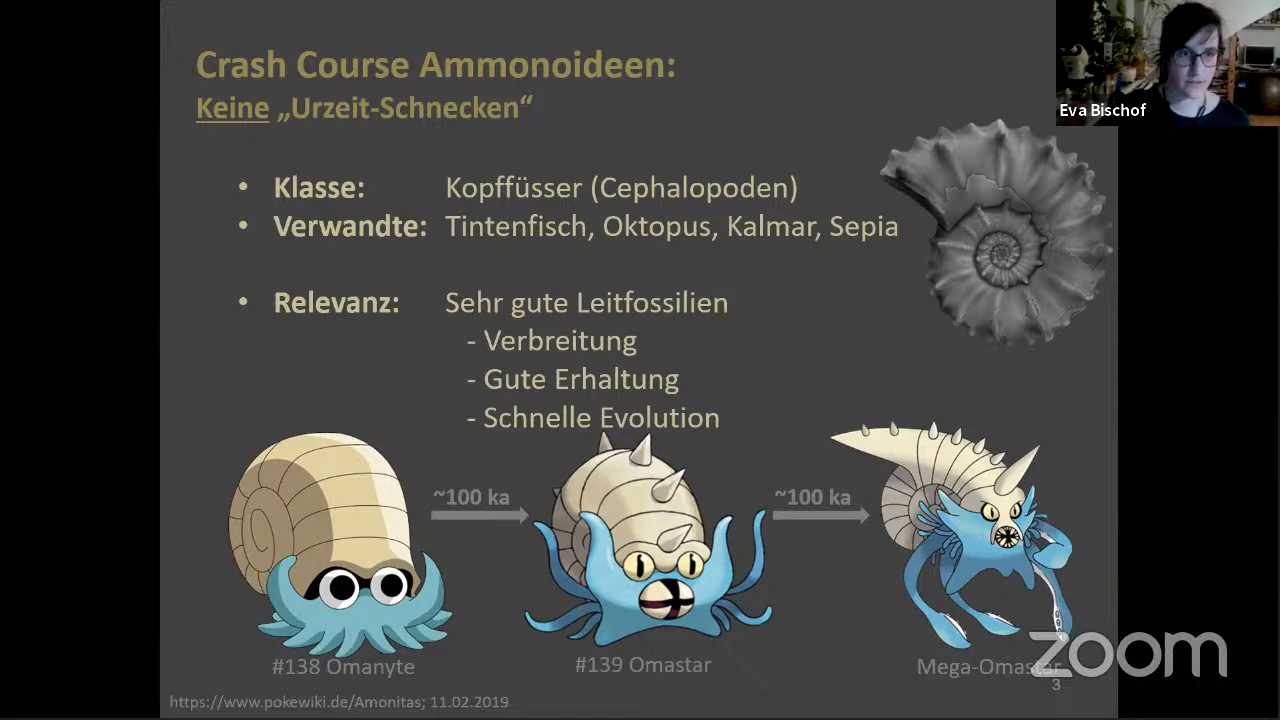 Crash Course Ammonoideen:
Keine „Urzeit-Schnecken“
Eva Bischof
• Klasse: Kopffüsser (Cephalopoden)
• Verwandte: Tintenfisch, Oktopus, Kalmar, Sepia
• Relevanz: Sehr gute Leitfossilien
- Verbreitung
- Gute Erhaltung
- Schnelle Evolution
~100 ka
~100 ka
#138 Omanyte
#139 Omastar
Mega-Omastar
zoom
3
https://www.pokewiki.de/Amonitas; 11.02.2019